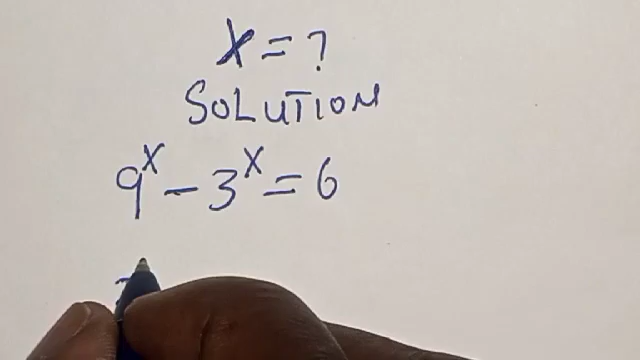 x = ?
SOLUTION
9^x - 3^x = 6